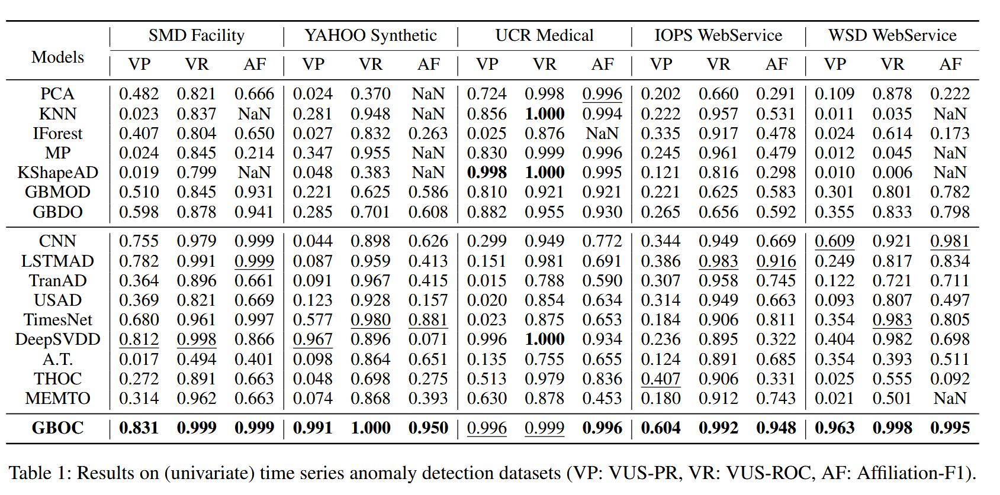 Models SMD Facility YAHOO Synthetic UCR Medical IOPS WebService WSD WebService
VP VR AF VP VR AF VP VR AF VP VR AF VP VR AF
PCA 0.482 0.821 0.666 0.024 0.370 NaN 0.724 0.998 0.996 0.202 0.660 0.291 0.109 0.878 0.222
KNN 0.023 0.837 NaN 0.281 0.948 NaN 0.856 1.000 0.994 0.222 0.957 0.531 0.011 0.035 NaN
IForest 0.407 0.804 0.650 0.027 0.832 0.263 0.025 0.876 NaN 0.335 0.917 0.478 0.024 0.614 0.173
MP 0.024 0.845 0.214 0.347 0.955 NaN 0.830 0.999 0.996 0.245 0.961 0.479 0.012 0.045 NaN
KShapeAD 0.019 0.799 NaN 0.048 0.383 NaN 0.998 1.000 0.995 0.121 0.816 0.298 0.010 0.006 NaN
GBMOD 0.510 0.845 0.931 0.221 0.625 0.586 0.810 0.921 0.921 0.221 0.625 0.583 0.301 0.801 0.782
GBDO 0.598 0.878 0.941 0.285 0.701 0.608 0.882 0.955 0.930 0.265 0.656 0.592 0.355 0.833 0.798
CNN 0.755 0.979 0.999 0.044 0.898 0.626 0.299 0.949 0.772 0.344 0.949 0.669 0.609 0.921 0.981
LSTMAD 0.782 0.991 0.999 0.087 0.959 0.413 0.151 0.981 0.691 0.386 0.983 0.916 0.249 0.817 0.834
TranAD 0.364 0.896 0.661 0.091 0.967 0.415 0.015 0.788 0.590 0.307 0.958 0.745 0.122 0.721 0.711
USAD 0.369 0.821 0.669 0.123 0.928 0.157 0.020 0.854 0.634 0.314 0.949 0.663 0.093 0.807 0.497
TimesNet 0.680 0.961 0.997 0.577 0.980 0.881 0.023 0.875 0.653 0.184 0.906 0.811 0.354 0.983 0.805
DeepSVDD 0.812 0.998 0.866 0.967 0.896 0.071 0.996 1.000 0.934 0.236 0.895 0.322 0.404 0.982 0.698
A.T. 0.017 0.494 0.401 0.098 0.864 0.651 0.135 0.755 0.655 0.124 0.891 0.685 0.354 0.393 0.511
THOC 0.272 0.891 0.663 0.048 0.698 0.275 0.513 0.979 0.836 0.407 0.906 0.331 0.025 0.555 0.092
MEMTO 0.314 0.962 0.663 0.074 0.868 0.393 0.630 0.878 0.453 0.180 0.912 0.743 0.021 0.501 NaN
GBOC 0.831 0.999 0.999 0.991 1.000 0.950 0.996 0.999 0.996 0.604 0.992 0.948 0.963 0.998 0.995
Table 1: Results on (univariate) time series anomaly detection datasets (VP: VUS-PR, VR: VUS-ROC, AF: Affiliation-F1).